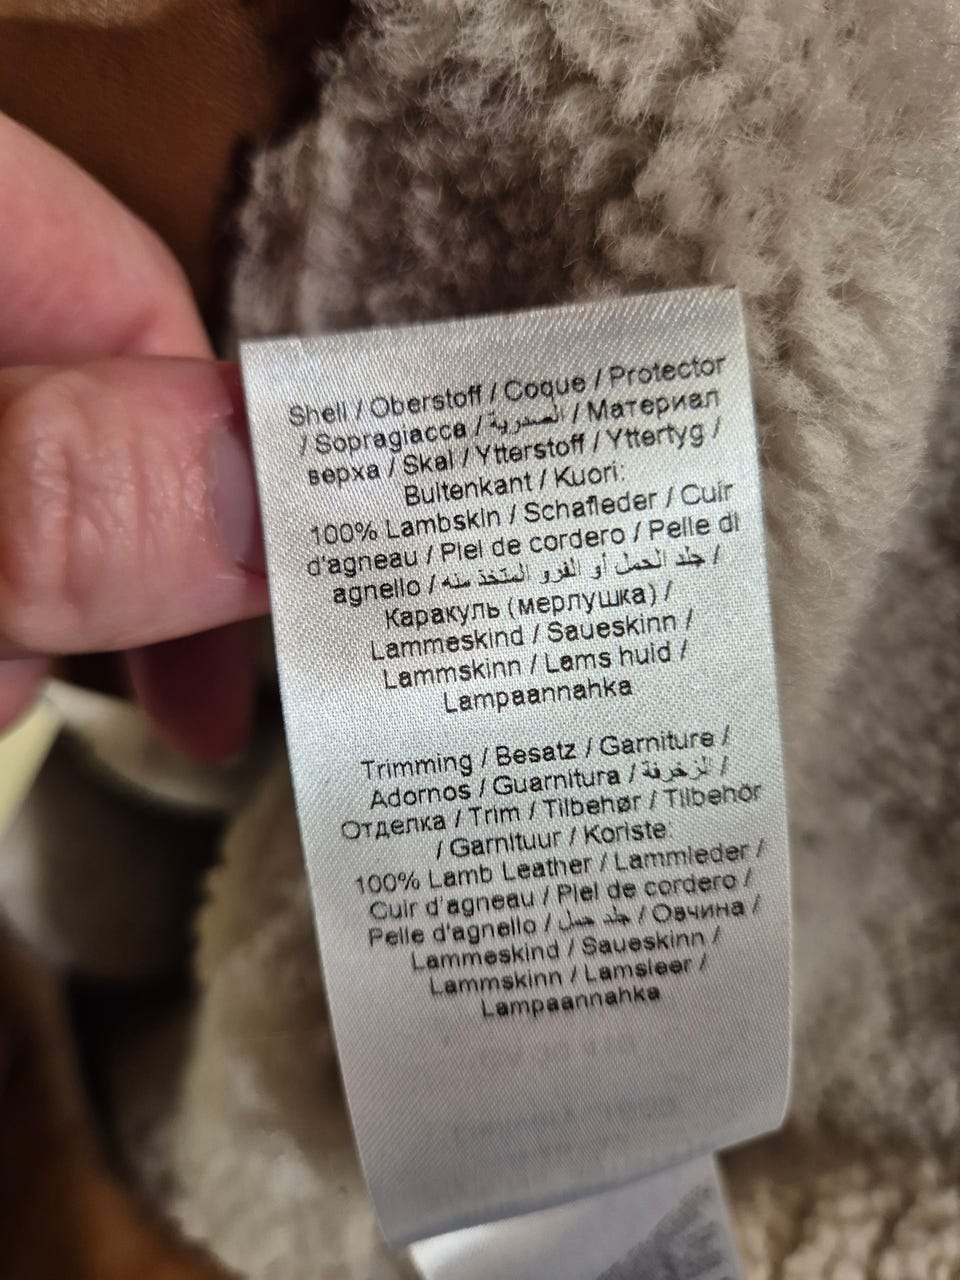 Shell / Oberstoff / Coque / Protector
/ Sopragiacca / الصدرية / Материал
верха / Skal / Ytterstoff / Yttertyg /
Buitenkant / Kuori:
100% Lambskin / Schafleder / Cuir
d'agneau / Piel de cordero / Pelle di
agnello / جلد الحمل أو الفرو المتخذ منه /
Каракуль (мерлушка) /
Lammeskind / Saueskinn /
Lammskinn / Lams huid /
Lampaannahka
Trimming / Besatz / Garniture /
Adornos / Guarnitura / الزخرفة /
Отделка / Trim / Tilbehør / Tillbehör
/ Garnituur / Koriste:
100% Lamb Leather / Lammleder /
Cuir d'agneau / Piel de cordero /
Pelle d'agnello / جلد حمل / Овчина /
Lammeskind / Saueskinn /
Lammskinn / Lamsleer /
Lampaannahka